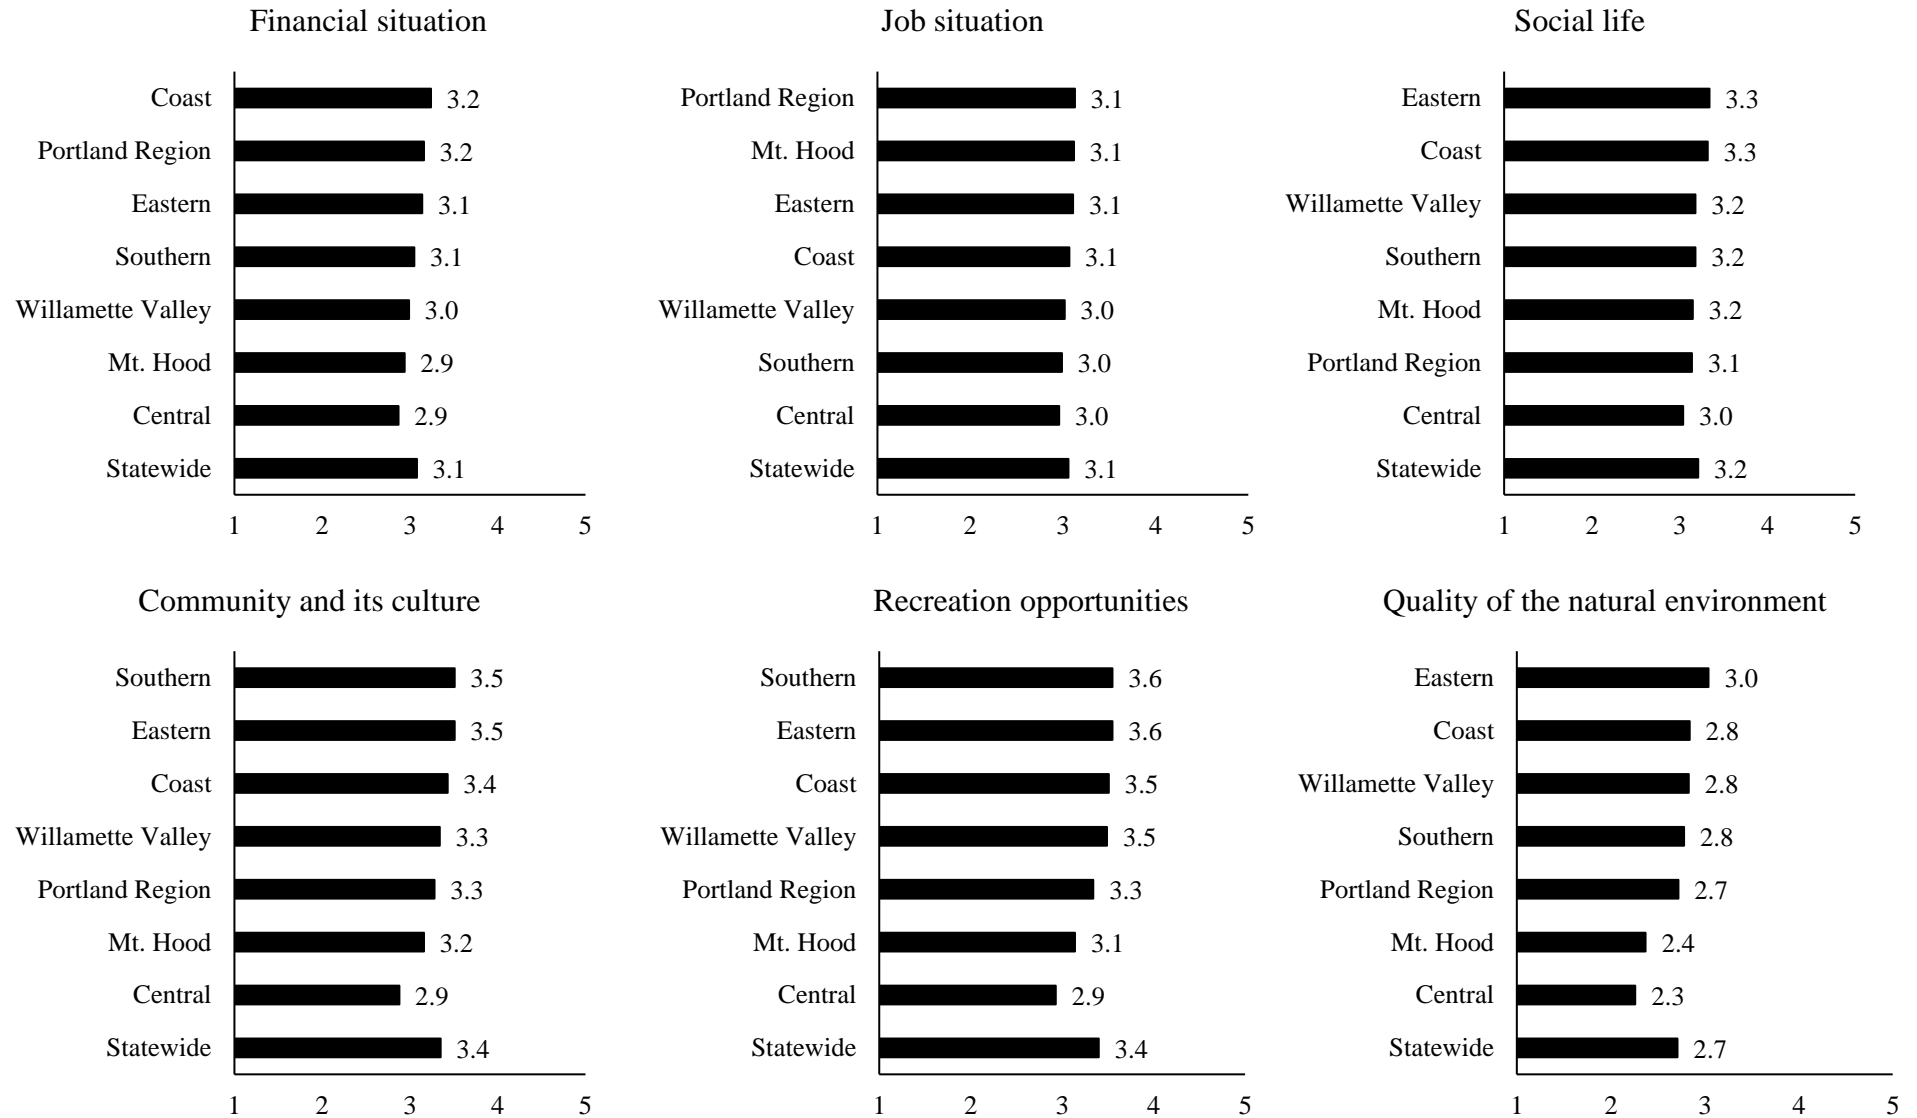 Financial situation
Coast 3.2
Portland Region 3.2
Eastern 3.1
Southern 3.1
Willamette Valley 3.0
Mt. Hood 2.9
Central 2.9
Statewide 3.1
1 2 3 4 5
Job situation
Portland Region 3.1
Mt. Hood 3.1
Eastern 3.1
Coast 3.1
Willamette Valley 3.0
Southern 3.0
Central 3.0
Statewide 3.1
1 2 3 4 5
Social life
Eastern 3.3
Coast 3.3
Willamette Valley 3.2
Southern 3.2
Mt. Hood 3.2
Portland Region 3.1
Central 3.0
Statewide 3.2
1 2 3 4 5
Community and its culture
Southern 3.5
Eastern 3.5
Coast 3.4
Willamette Valley 3.3
Portland Region 3.3
Mt. Hood 3.2
Central 2.9
Statewide 3.4
1 2 3 4 5
Recreation opportunities
Southern 3.6
Eastern 3.6
Coast 3.5
Willamette Valley 3.5
Portland Region 3.3
Mt. Hood 3.1
Central 2.9
Statewide 3.4
1 2 3 4 5
Quality of the natural environment
Eastern 3.0
Coast 2.8
Willamette Valley 2.8
Southern 2.8
Portland Region 2.7
Mt. Hood 2.4
Central 2.3
Statewide 2.7
1 2 3 4 5